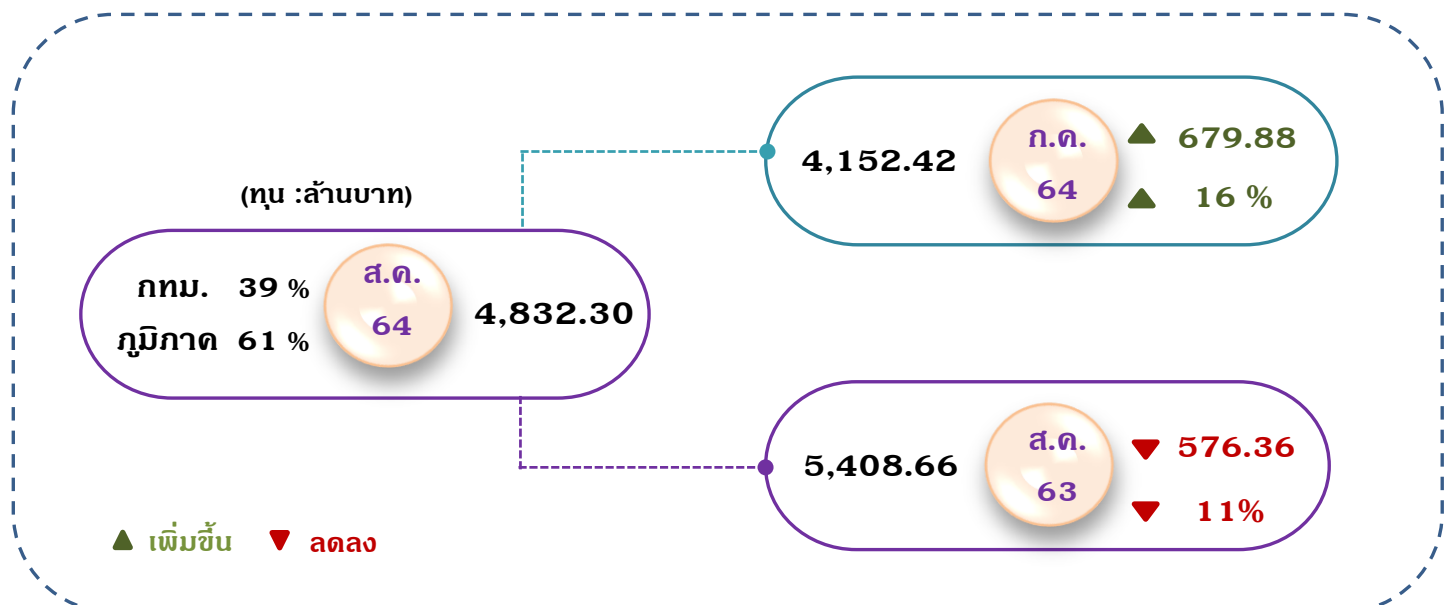 (ทุน :ล้านบาท)
กทม. 39 %
ภูมิภาค 61 %
ส.ค.
64
4,832.30
4,152.42
ก.ค.
64
679.88
16 %
5,408.66
ส.ค.
63
576.36
11%
เพิ่มขึ้น ลดลง